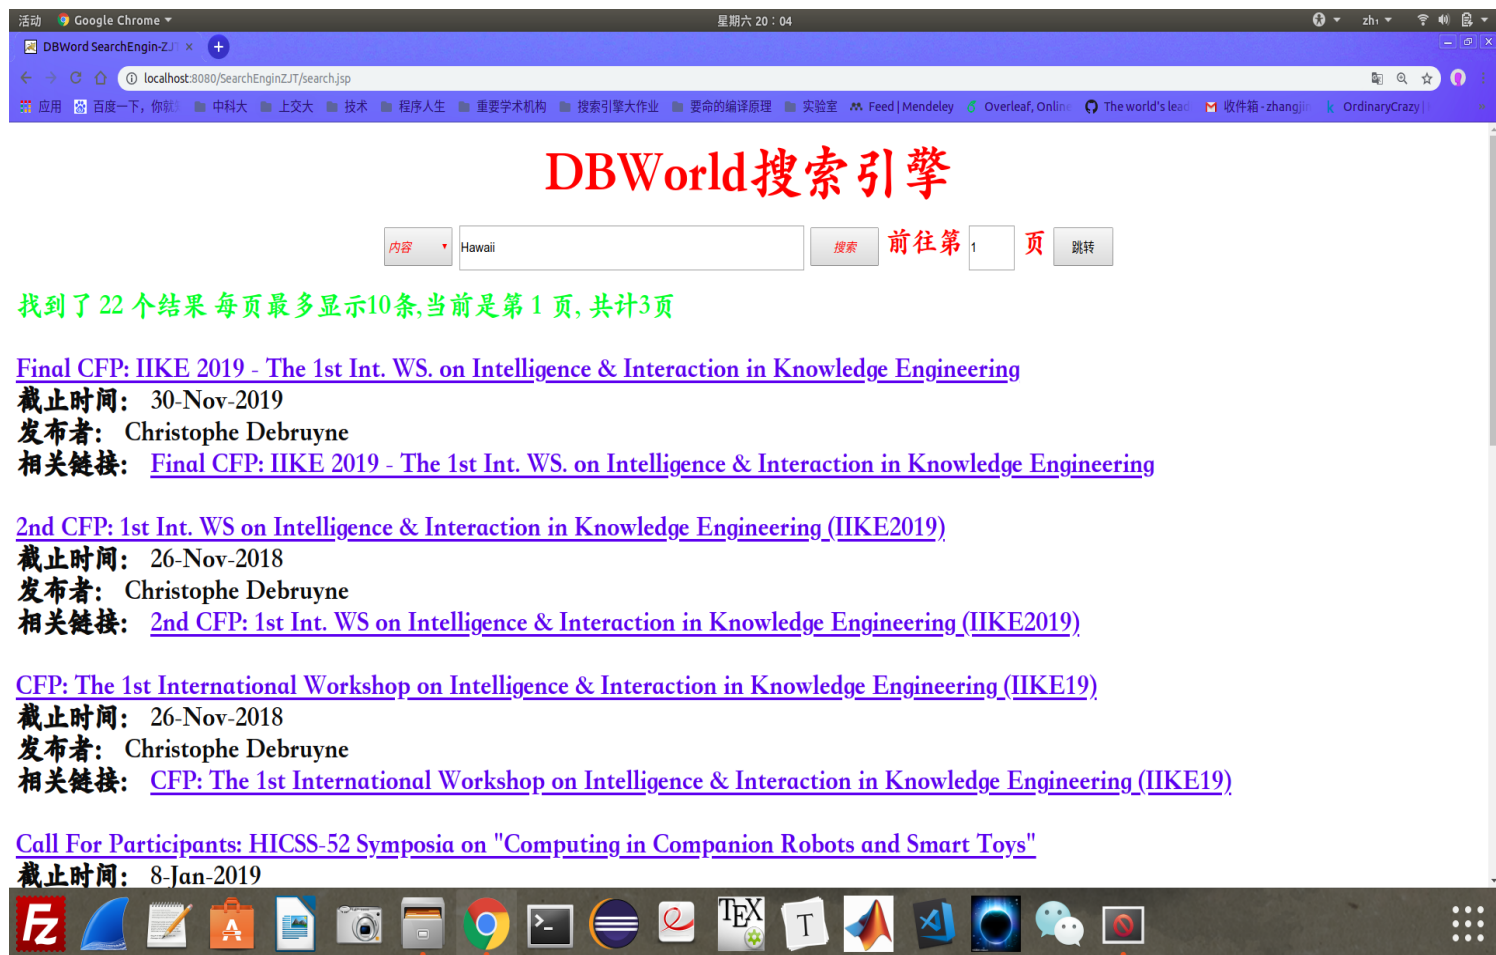 活动 Google Chrome 星期六 20：04 zh₁
DBWord SearchEngin-ZJT
localhost:8080/SearchEnginZJT/search.jsp
应用 百度一下，你就 中科大 上交大 技术 程序人生 重要学术机构 搜索引擎大作业 要命的编译原理 实验室 Feed | Mendeley Overleaf, Online The world's lead 收件箱 - zhangjin OrdinaryCrazy |
DBWorld搜索引擎
内容 Hawaii 搜索 前往第 1 页 跳转
找到了 22 个结果 每页最多显示10条,当前是第 1 页, 共计3页
Final CFP: IIKE 2019 - The 1st Int. WS. on Intelligence & Interaction in Knowledge Engineering
截止时间： 30-Nov-2019
发布者： Christophe Debruyne
相关链接： Final CFP: IIKE 2019 - The 1st Int. WS. on Intelligence & Interaction in Knowledge Engineering
2nd CFP: 1st Int. WS on Intelligence & Interaction in Knowledge Engineering (IIKE2019)
截止时间： 26-Nov-2018
发布者： Christophe Debruyne
相关链接： 2nd CFP: 1st Int. WS on Intelligence & Interaction in Knowledge Engineering (IIKE2019)
CFP: The 1st International Workshop on Intelligence & Interaction in Knowledge Engineering (IIKE19)
截止时间： 26-Nov-2018
发布者： Christophe Debruyne
相关链接： CFP: The 1st International Workshop on Intelligence & Interaction in Knowledge Engineering (IIKE19)
Call For Participants: HICSS-52 Symposia on "Computing in Companion Robots and Smart Toys"
截止时间： 8-Jan-2019
Fz A >_ TEX T